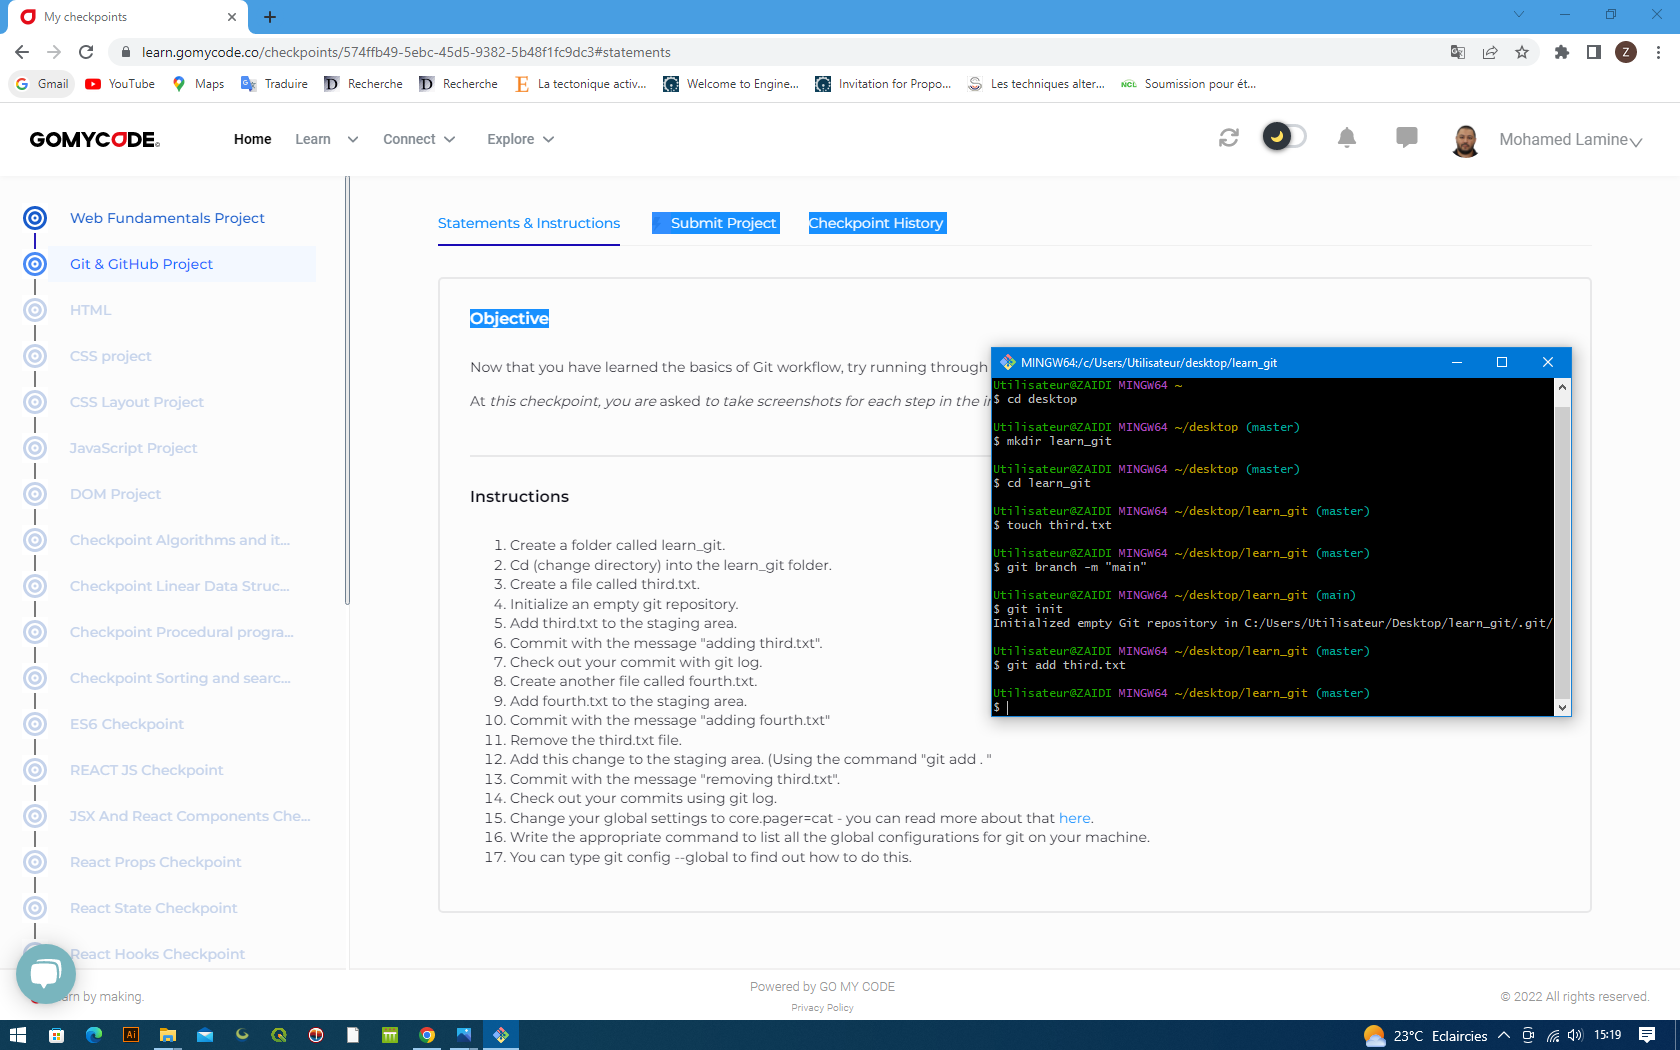 My checkpoints
learn.gomycode.co/checkpoints/574ffb49-5ebc-45d5-9382-5b48f1fc9dc3#statements
Z
Gmail YouTube Maps Traduire Recherche Recherche La tectonique activ... Welcome to Engine... Invitation for Propo... Les techniques alter... Soumission pour ét...
GOMYCODE Home Learn Connect Explore Mohamed Lamine
Web Fundamentals Project
Git & GitHub Project
HTML
CSS project
CSS Layout Project
JavaScript Project
DOM Project
Checkpoint Algorithms and it...
Checkpoint Linear Data Struc...
Checkpoint Procedural progra...
Checkpoint Sorting and searc...
ES6 Checkpoint
REACT JS Checkpoint
JSX And React Components Che...
React Props Checkpoint
React State Checkpoint
React Hooks Checkpoint
Statements & Instructions Submit Project Checkpoint History
Objective
Now that you have learned the basics of Git workflow, try running through
At this checkpoint, you are asked to take screenshots for each step in the in
Instructions
1. Create a folder called learn_git.
2. Cd (change directory) into the learn_git folder.
3. Create a file called third.txt.
4. Initialize an empty git repository.
5. Add third.txt to the staging area.
6. Commit with the message "adding third.txt".
7. Check out your commit with git log.
8. Create another file called fourth.txt.
9. Add fourth.txt to the staging area.
10. Commit with the message "adding fourth.txt"
11. Remove the third.txt file.
12. Add this change to the staging area. (Using the command "git add . "
13. Commit with the message "removing third.txt".
14. Check out your commits using git log.
15. Change your global settings to core.pager=cat - you can read more about that here.
16. Write the appropriate command to list all the global configurations for git on your machine.
17. You can type git config --global to find out how to do this.
MINGW64:/c/Users/Utilisateur/desktop/learn_git
Utilisateur@ZAIDI MINGW64 ~
$ cd desktop
Utilisateur@ZAIDI MINGW64 ~/desktop (master)
$ mkdir learn_git
Utilisateur@ZAIDI MINGW64 ~/desktop (master)
$ cd learn_git
Utilisateur@ZAIDI MINGW64 ~/desktop/learn_git (master)
$ touch third.txt
Utilisateur@ZAIDI MINGW64 ~/desktop/learn_git (master)
$ git branch -m "main"
Utilisateur@ZAIDI MINGW64 ~/desktop/learn_git (main)
$ git init
Initialized empty Git repository in C:/Users/Utilisateur/Desktop/learn_git/.git/
Utilisateur@ZAIDI MINGW64 ~/desktop/learn_git (master)
$ git add third.txt
Utilisateur@ZAIDI MINGW64 ~/desktop/learn_git (master)
$
arn by making.
Powered by GO MY CODE
Privacy Policy
© 2022 All rights reserved.
Ai
23°C Eclaircies 15:19